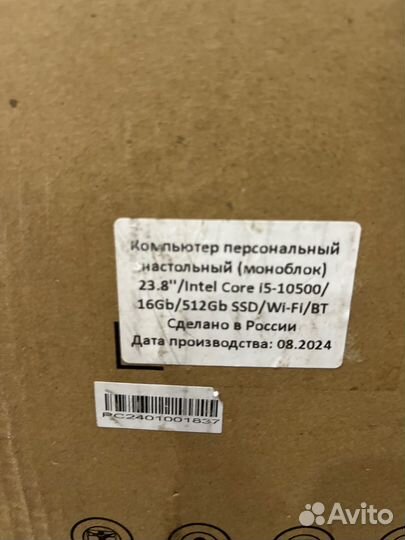 Компьютер персональный
настольный (моноблок)
23.8"/Intel Core i5-10500/
16Gb/512Gb SSD/Wi-Fi/BT
Сделано в России
Дата производства: 08.2024
PC2401001837
Avito